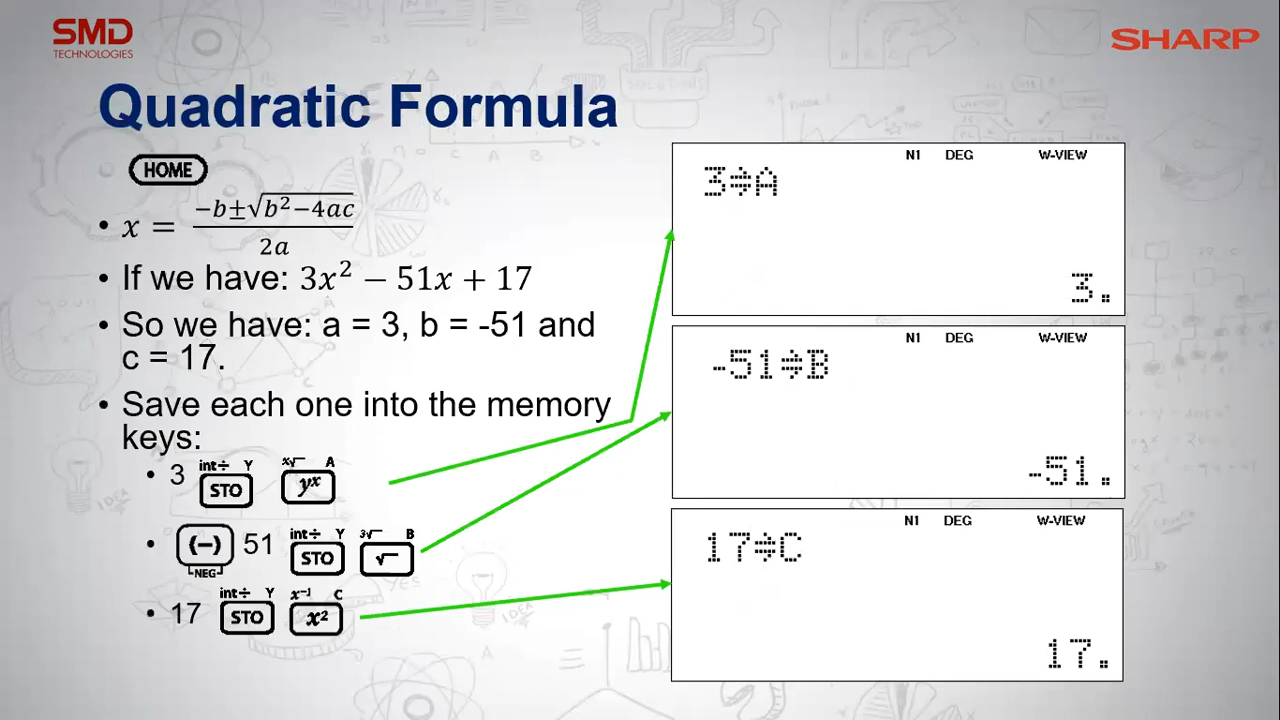 SMD
TECHNOLOGIES
SHARP
Quadratic Formula
HOME
• x = (-b±√(b²−4ac))/(2a)
• If we have: 3x² − 51x + 17
• So we have: a = 3, b = -51 and
c = 17.
• Save each one into the memory
keys:
int÷ Y ˣ√‾ A
• 3 STO yˣ
int÷ Y ³√‾ B
• (−) 51 STO √‾
NEG
int÷ Y x⁻¹ C
• 17 STO x²
N1 DEG W-VIEW
3⇒A
3.
N1 DEG W-VIEW
-51⇒B
-51.
N1 DEG W-VIEW
17⇒C
17.